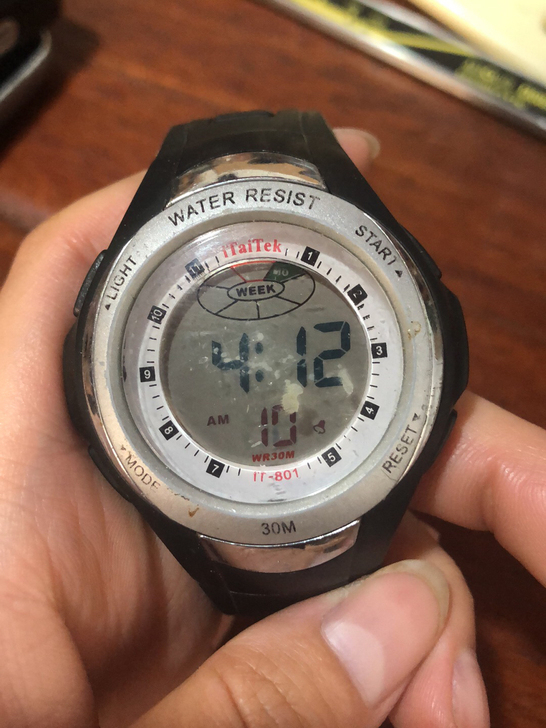 WATER RESIST
START
LIGHT
iTaiTek
1
2
3
4
5
7
8
9
10
11
MO
WEEK
4:12
AM
10
WR30M
IT-801
MODE
RESET
30M